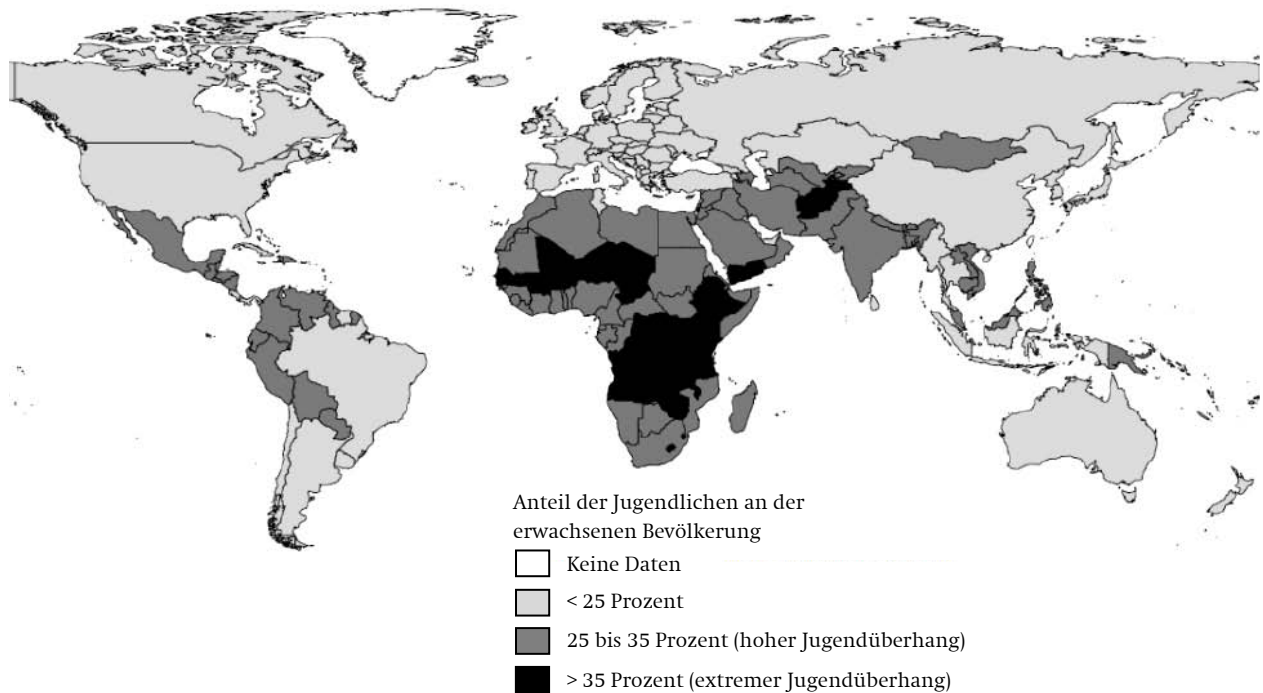 Anteil der Jugendlichen an der
erwachsenen Bevölkerung
Keine Daten
< 25 Prozent
25 bis 35 Prozent (hoher Jugendüberhang)
> 35 Prozent (extremer Jugendüberhang)